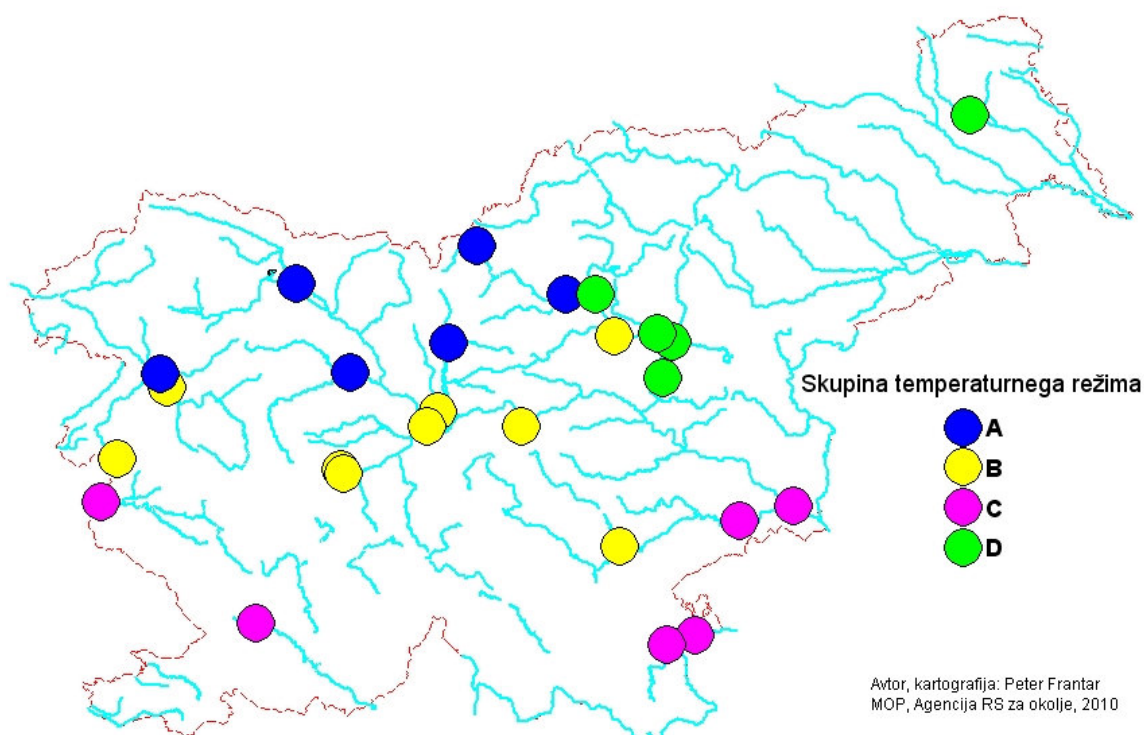 Skupina temperaturnega režima
A
B
C
D
Avtor, kartografija: Peter Frantar
MOP, Agencija RS za okolje, 2010